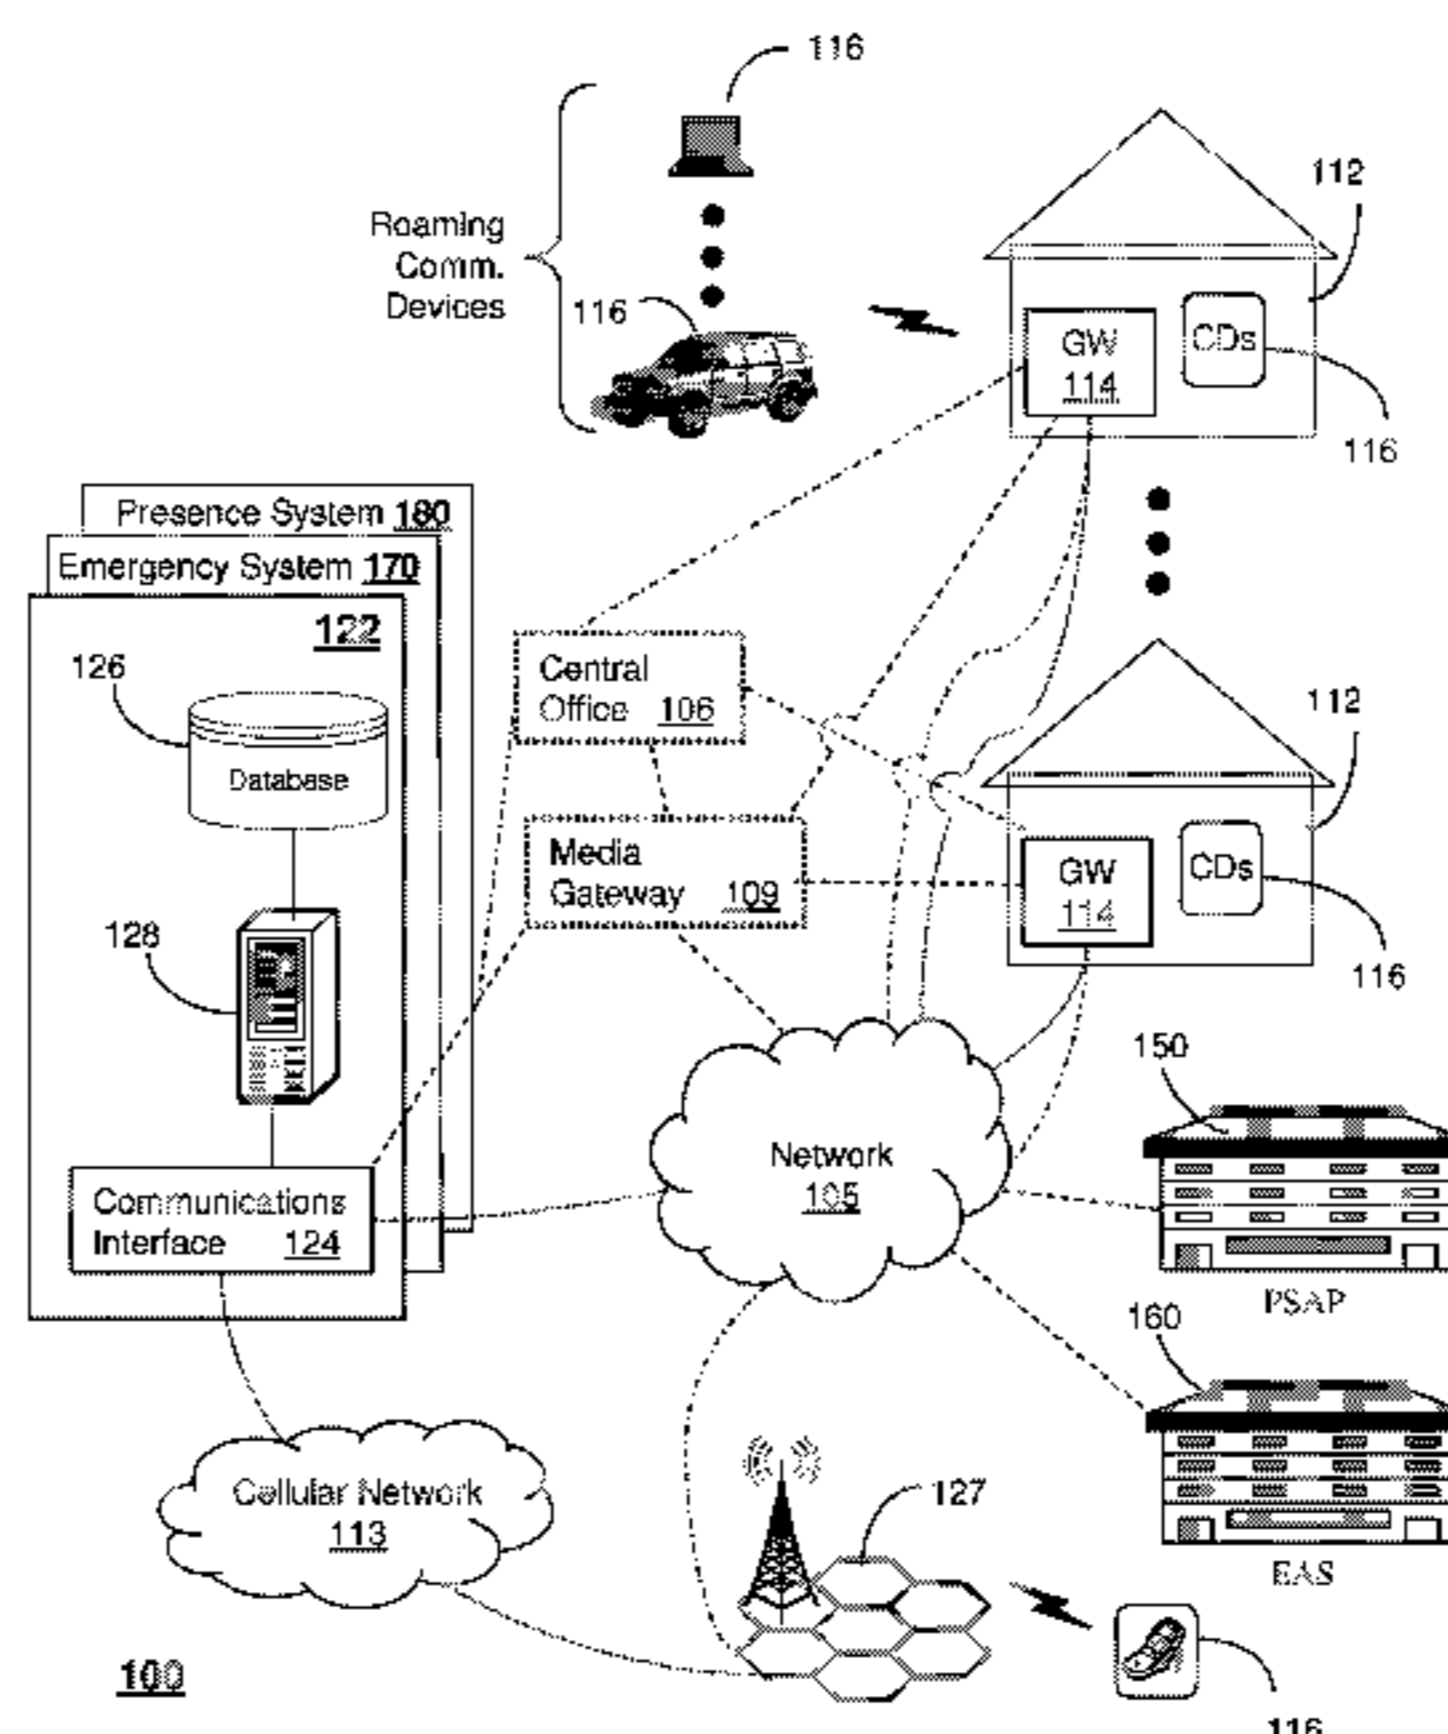 116
Roaming
Comm.
Devices
116
112
GW
114
CDs
116
Presence System 180
Emergency System 170
122
126
Database
128
Communications
Interface 124
Central
Office 106
Media
Gateway 109
112
GW
114
CDs
116
Network
105
150
PSAP
160
EAS
Cellular Network
113
127
116
100